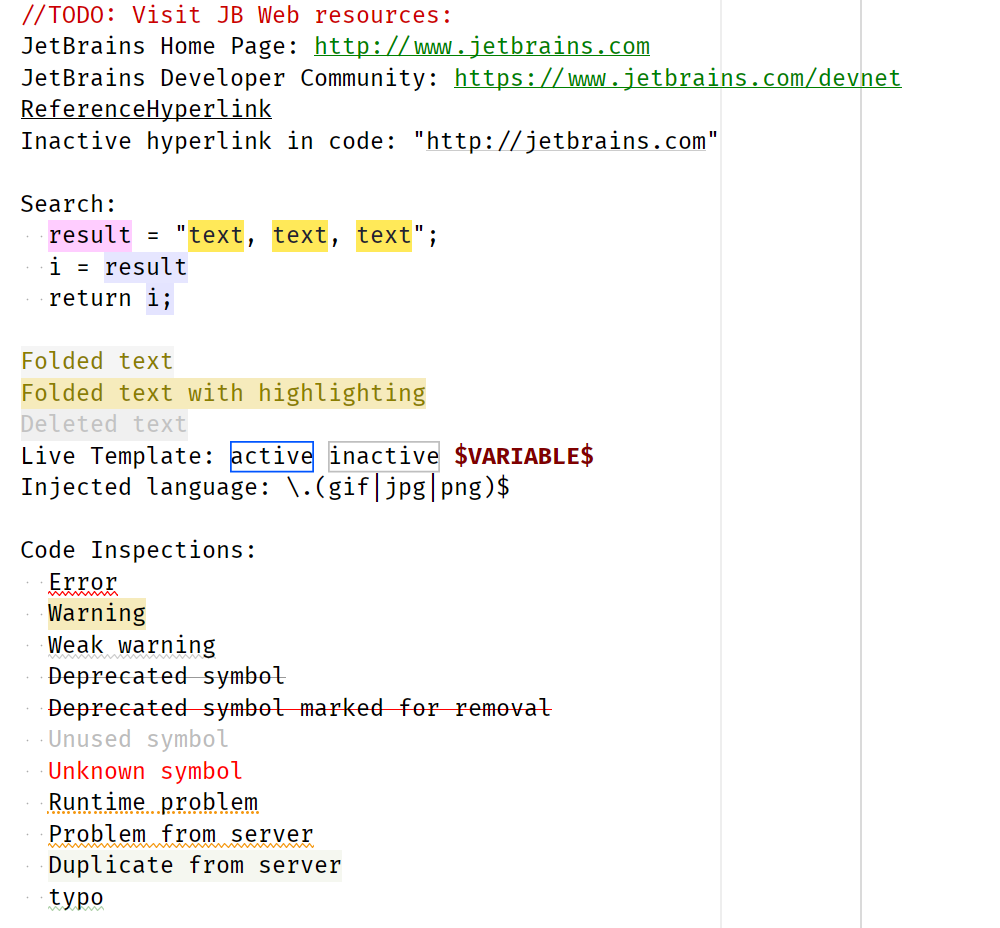 //TODO: Visit JB Web resources:
JetBrains Home Page: http://www.jetbrains.com
JetBrains Developer Community: https://www.jetbrains.com/devnet
ReferenceHyperlink
Inactive hyperlink in code: "http://jetbrains.com"

Search:
  result = "text, text, text";
  i = result
  return i;

Folded text
Folded text with highlighting
Deleted text
Live Template: active inactive $VARIABLE$
Injected language: \.(gif|jpg|png)$

Code Inspections:
  Error
  Warning
  Weak warning
  Deprecated symbol
  Deprecated symbol marked for removal
  Unused symbol
  Unknown symbol
  Runtime problem
  Problem from server
  Duplicate from server
  typo